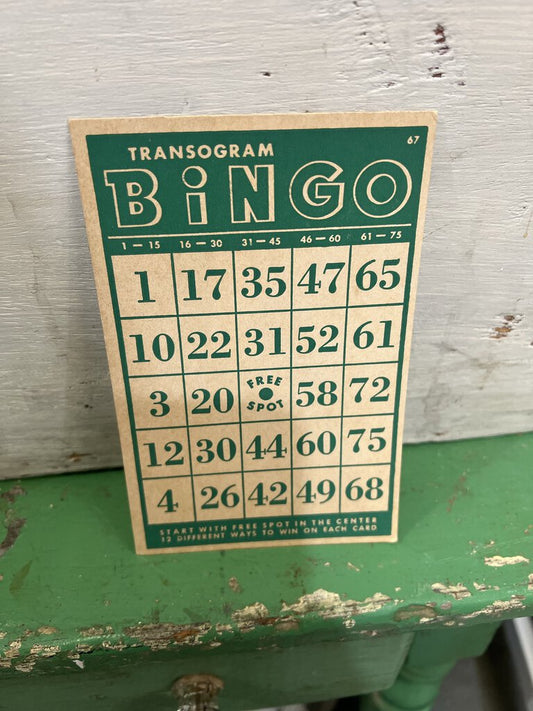 67
TRANSOGRAM
BiNGO
1 — 15 16 — 30 31 — 45 46 — 60 61 — 75
1 17 35 47 65
10 22 31 52 61
3 20 FREE SPOT 58 72
12 30 44 60 75
4 26 42 49 68
START WITH FREE SPOT IN THE CENTER
12 DIFFERENT WAYS TO WIN ON EACH CARD